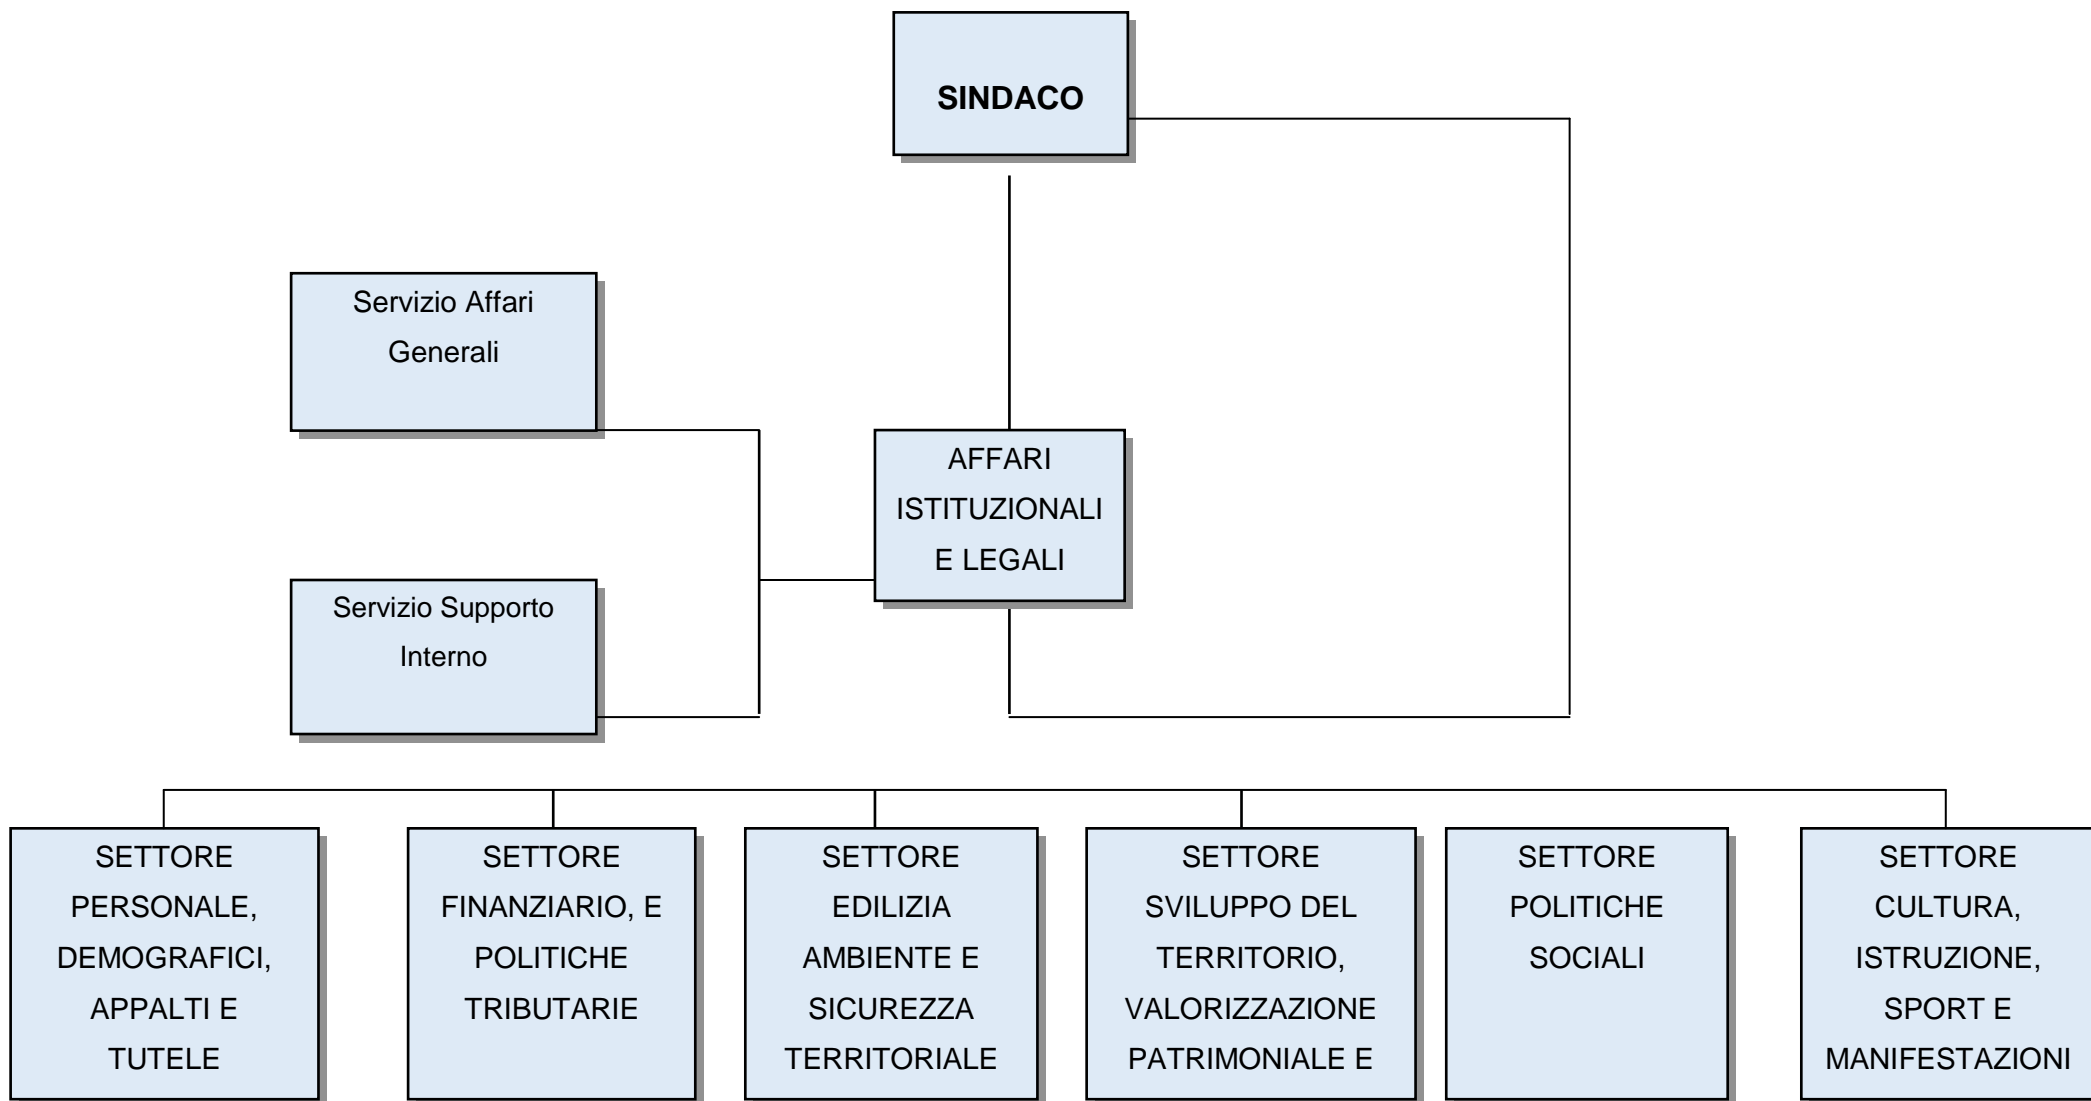 SINDACO
Servizio Affari
Generali
AFFARI
ISTITUZIONALI
E LEGALI
Servizio Supporto
Interno
SETTORE
PERSONALE,
DEMOGRAFICI,
APPALTI E
TUTELE
SETTORE
FINANZIARIO, E
POLITICHE
TRIBUTARIE
SETTORE
EDILIZIA
AMBIENTE E
SICUREZZA
TERRITORIALE
SETTORE
SVILUPPO DEL
TERRITORIO,
VALORIZZAZIONE
PATRIMONIALE E
SETTORE
POLITICHE
SOCIALI
SETTORE
CULTURA,
ISTRUZIONE,
SPORT E
MANIFESTAZIONI